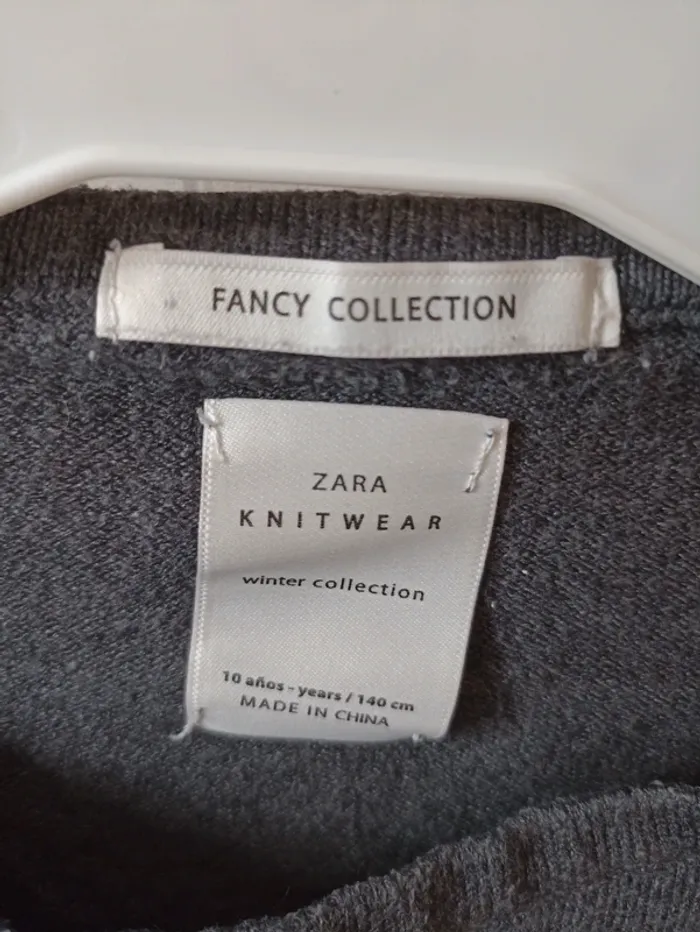 FANCY COLLECTION
ZARA
KNITWEAR
winter collection
10 años - years / 140 cm
MADE IN CHINA